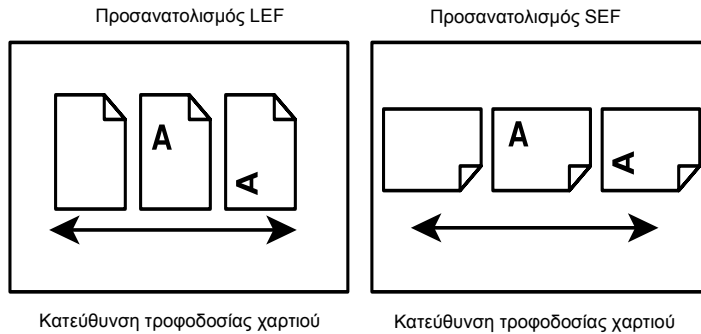 Προσανατολισμός LEF
Προσανατολισμός SEF
A
A
A
A
Κατεύθυνση τροφοδοσίας χαρτιού
Κατεύθυνση τροφοδοσίας χαρτιού